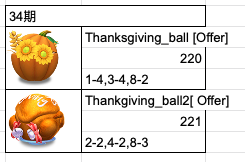 34期
Thanksgiving_ball [Offer]
220
1-4,3-4,8-2
Thankgiving_ball2[ Offer]
221
2-2,4-2,8-3